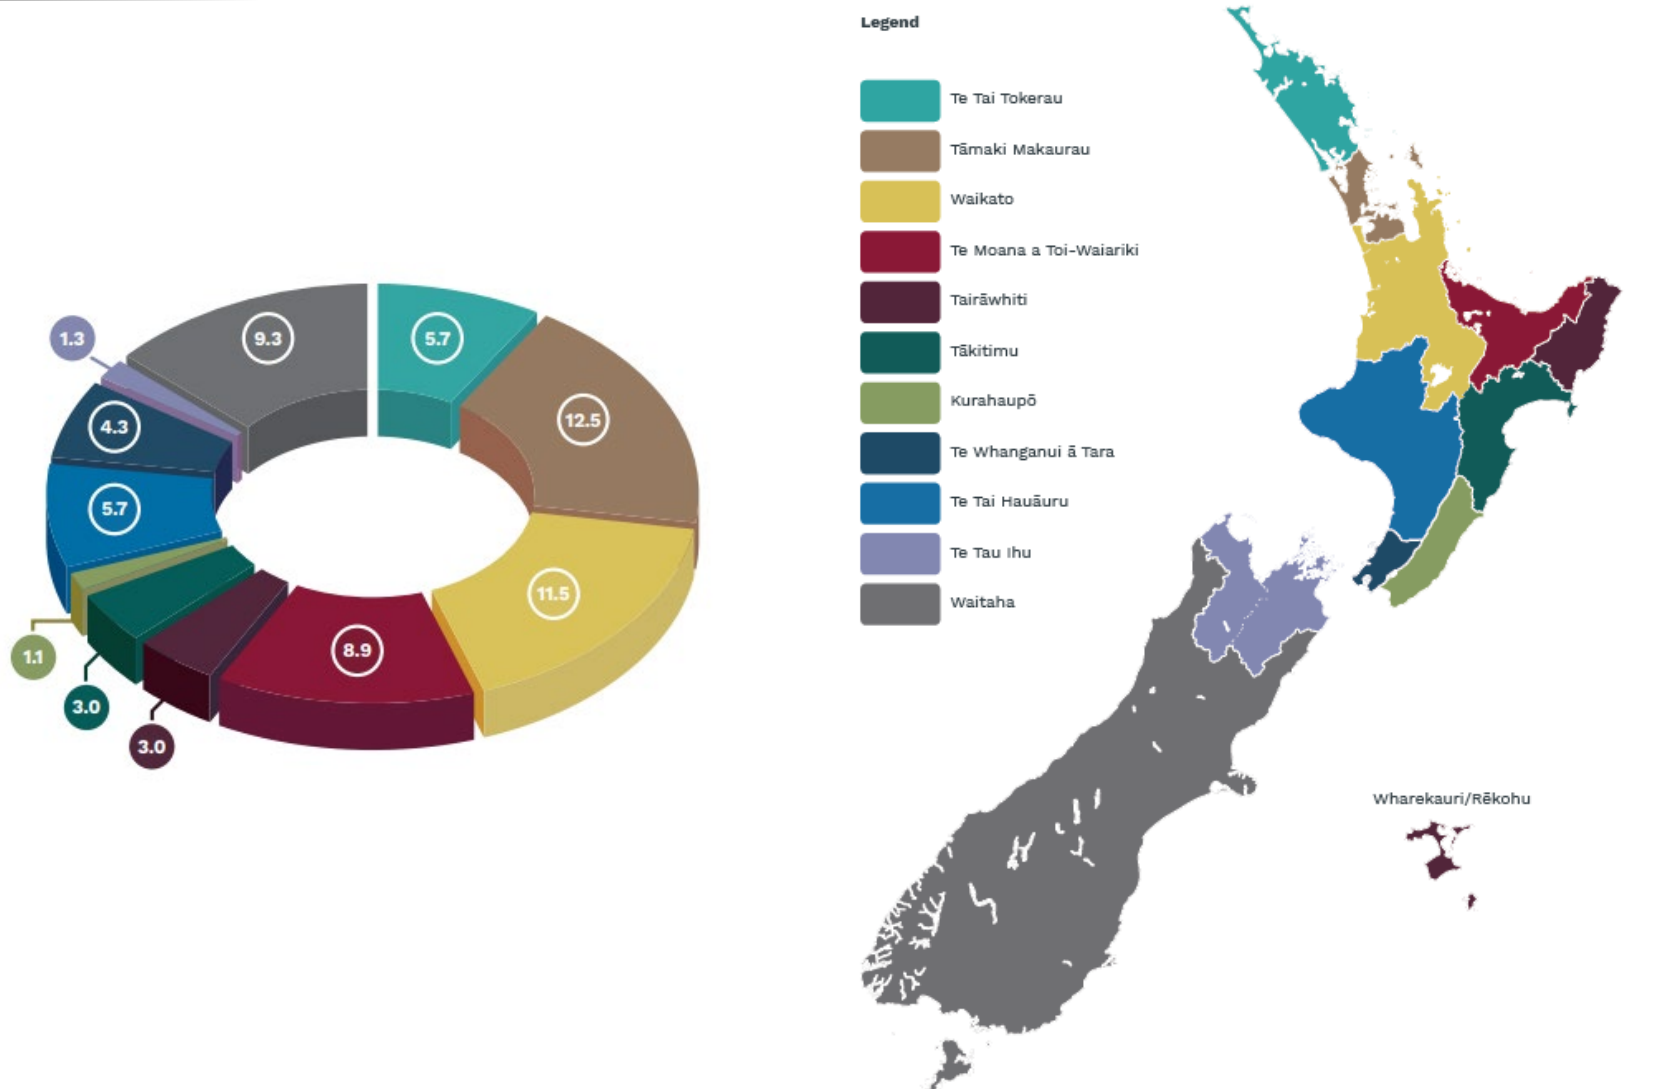 Legend
Te Tai Tokerau
Tāmaki Makaurau
Waikato
Te Moana a Toi-Waiariki
Tairāwhiti
Tākitimu
Kurahaupō
Te Whanganui ā Tara
Te Tai Hauāuru
Te Tau Ihu
Waitaha
Wharekauri/Rēkohu
9.3
5.7
1.3
12.5
4.3
5.7
11.5
8.9
1.1
3.0
3.0